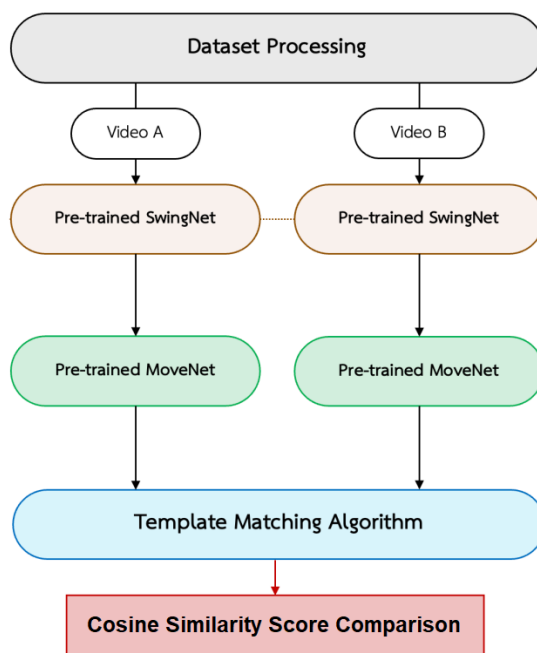 Dataset Processing
Video A
Video B
Pre-trained SwingNet
Pre-trained SwingNet
Pre-trained MoveNet
Pre-trained MoveNet
Template Matching Algorithm
Cosine Similarity Score Comparison